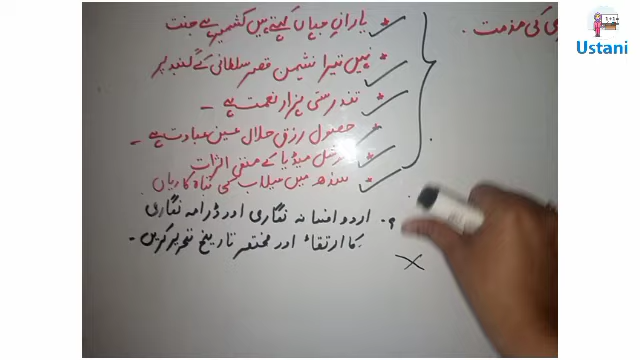 یاران جہاں کہتے ہیں کشمیر ہے جنت
ی کی مذمت .
نہیں تیرا نشیمن قصر سلطانی کے گنبد پر
تندرستی ہزار نعمت ہے ۔
حصول رزق حلال عین عبادت ہے ۔
سوشل میڈیا کے منفی اثرات
سندھ میں سیلاب کی تباہ کاریاں
اردو افسانہ نگاری اور ڈرامہ نگاری
کا ارتقاء اور مختصر تاریخ تحریر کریں ۔
Ustani